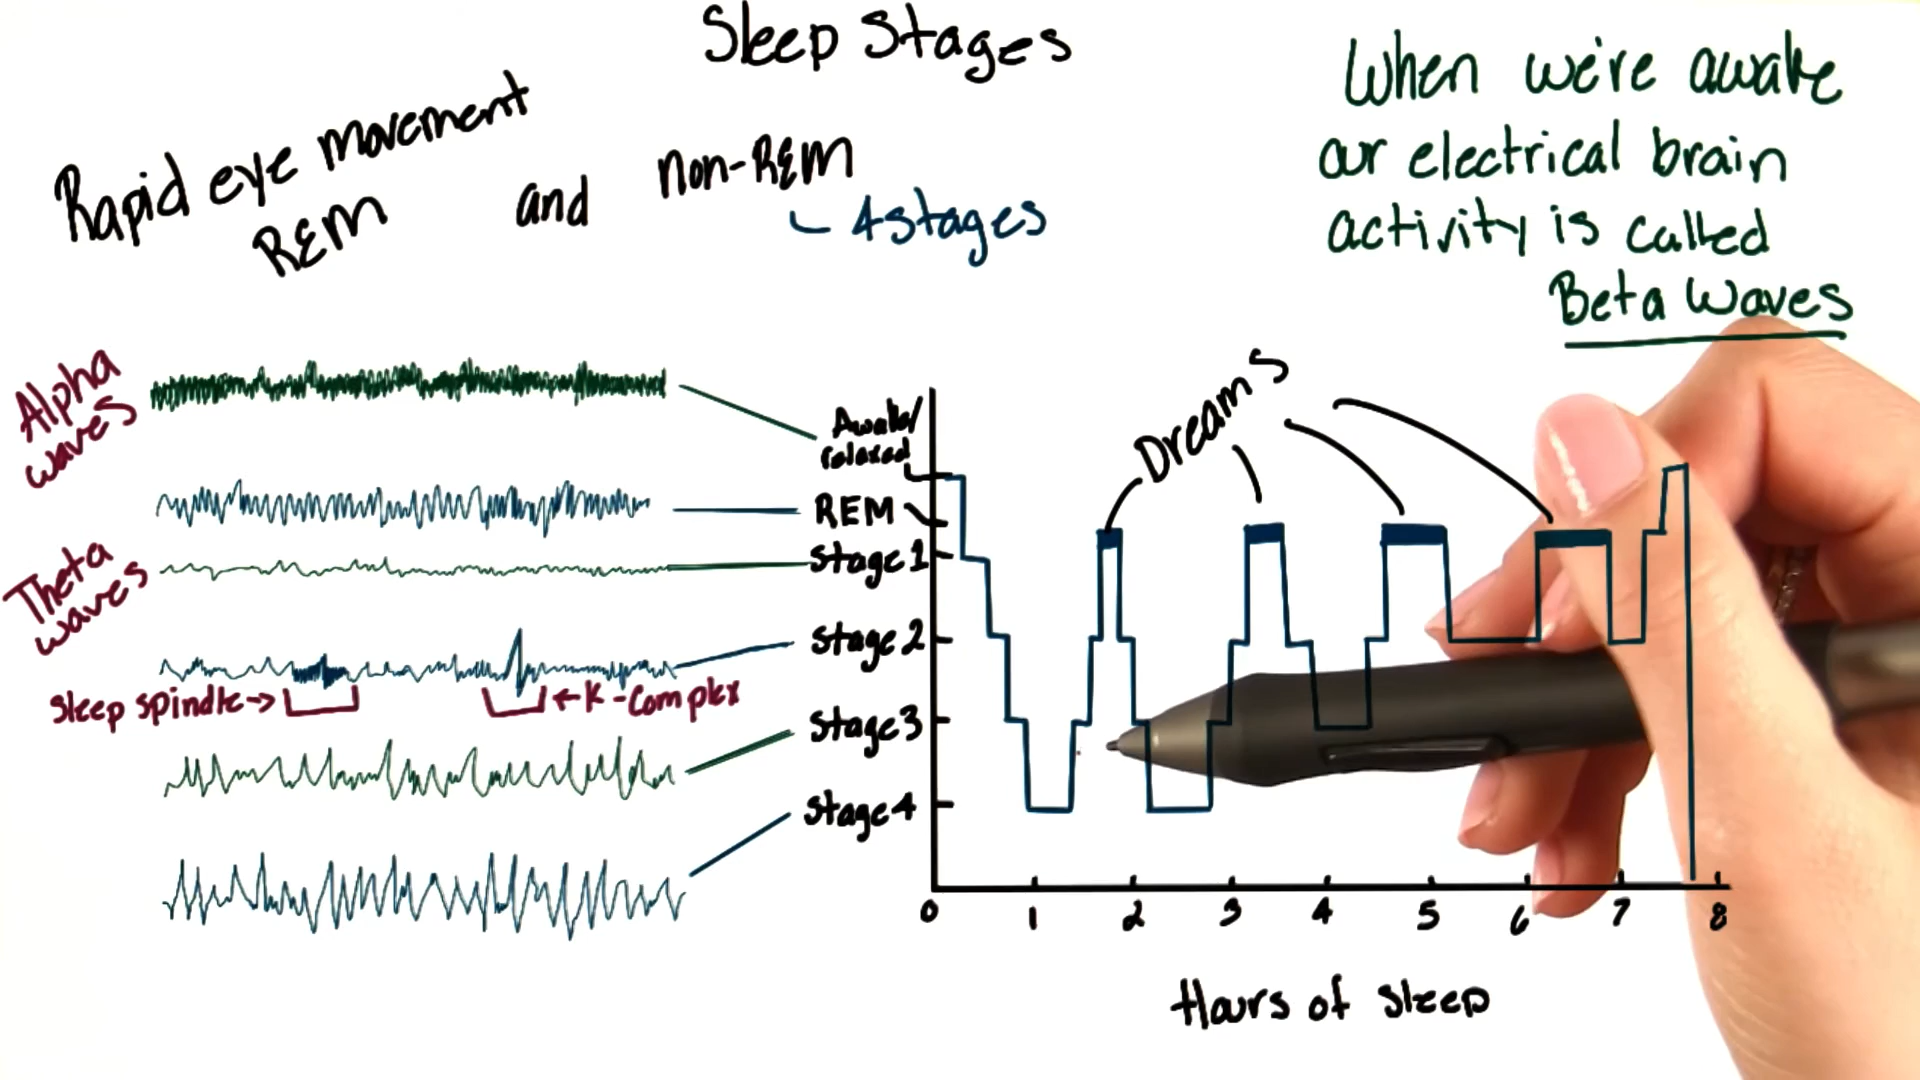 Sleep Stages
Rapid eye movement
REM
and
non-REM
4 stages
When we're awake
our electrical brain
activity is called
Beta Waves
Alpha
waves
Theta
waves
Sleep spindle →
← K-Complex
Awake/
relaxed
REM
Stage 1
Stage 2
Stage 3
Stage 4
Dreams
0 1 2 3 4 5 6 7 8
Hours of sleep